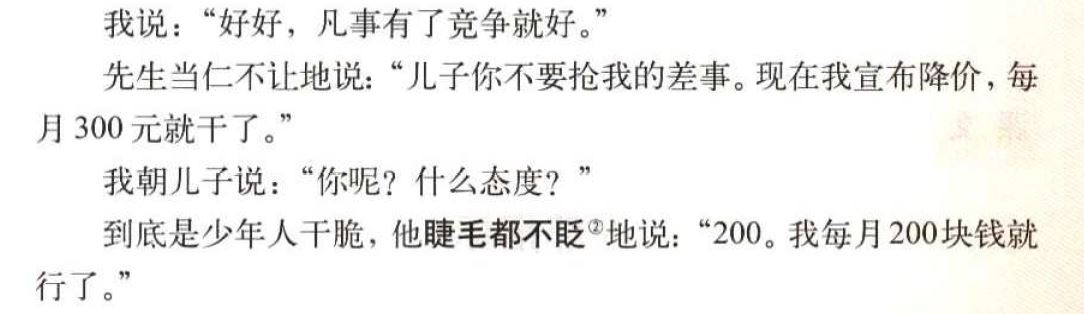 我说：“好好，凡事有了竞争就好。”
先生当仁不让地说：“儿子你不要抢我的差事。现在我宣布降价，每
月300元就干了。”
我朝儿子说：“你呢？什么态度？”
到底是少年人干脆，他睫毛都不眨②地说：“200。我每月200块钱就
行了。”